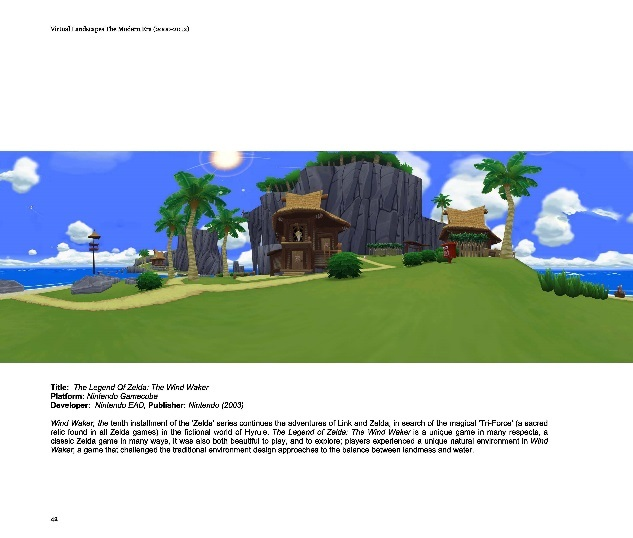 Virtual Landscapes The Modern Era (2000-2012)
Title: The Legend Of Zelda: The Wind Waker
Platform: Nintendo Gamecube
Developer: Nintendo EAD, Publisher: Nintendo (2003)
Wind Waker, the tenth installment of the 'Zelda' series continues the adventures of Link and Zelda, in search of the magical 'Tri-Force' (a sacred
relic found in all Zelda games) in the fictional world of Hyrule. The Legend of Zelda: The Wind Waker is a unique game in many respects, a
classic Zelda game in many ways, it was also both beautiful to play, and to explore; players experienced a unique natural environment in Wind
Waker, a game that challenged the traditional environment design approaches to the balance between landmass and water.